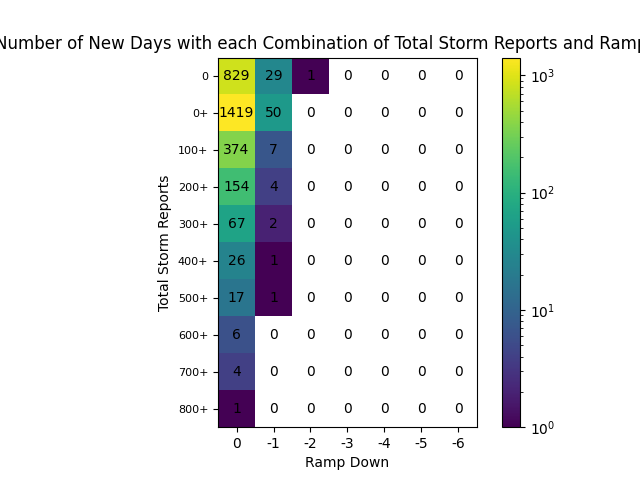 Number of New Days with each Combination of Total Storm Reports and Ramp
0 829 29 1 0 0 0 0
0+ 1419 50 0 0 0 0 0
100+ 374 7 0 0 0 0 0
200+ 154 4 0 0 0 0 0
300+ 67 2 0 0 0 0 0
400+ 26 1 0 0 0 0 0
500+ 17 1 0 0 0 0 0
600+ 6 0 0 0 0 0 0
700+ 4 0 0 0 0 0 0
800+ 1 0 0 0 0 0 0
0 -1 -2 -3 -4 -5 -6
Ramp Down
Total Storm Reports
10³
10²
10¹
10⁰